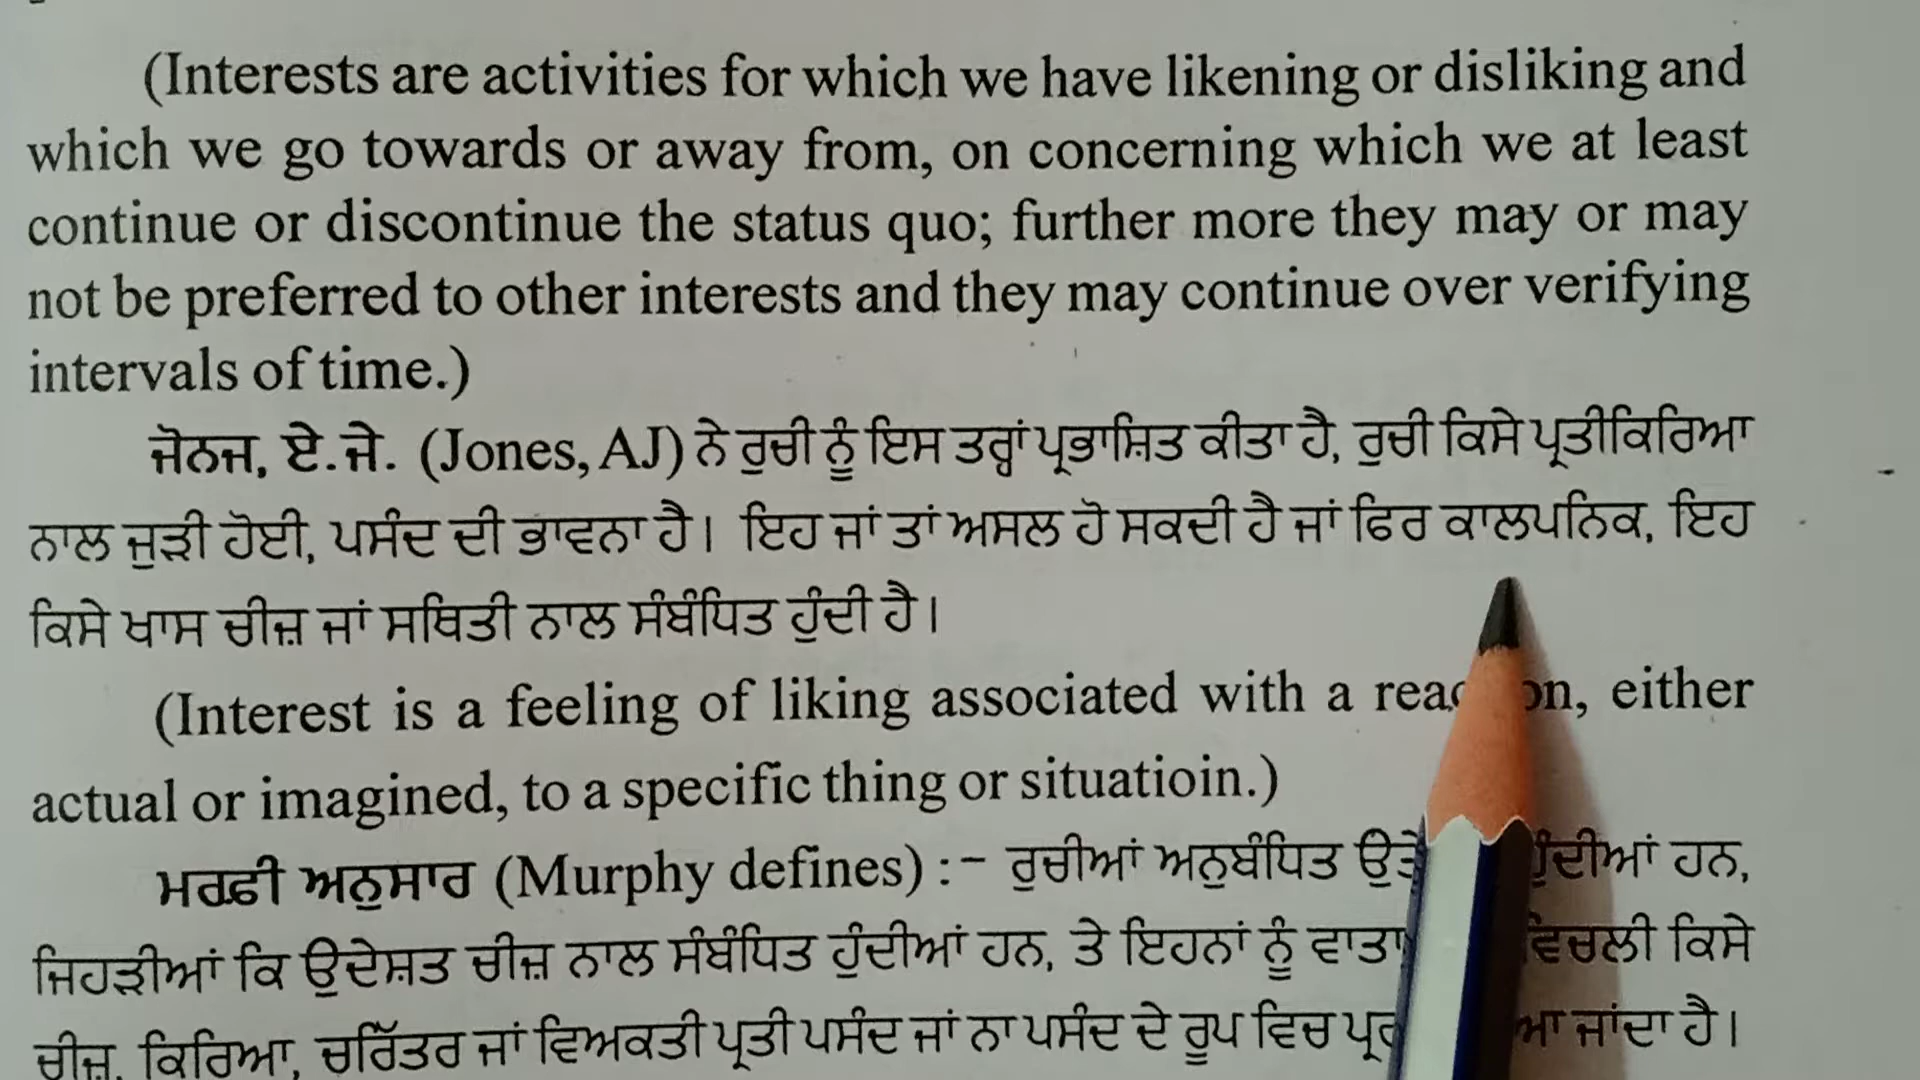 (Interests are activities for which we have likening or disliking and
which we go towards or away from, on concerning which we at least
continue or discontinue the status quo; further more they may or may
not be preferred to other interests and they may continue over verifying
intervals of time.)
ਜੋਨਜ, ਏ.ਜੇ. (Jones, AJ) ਨੇ ਰੁਚੀ ਨੂੰ ਇਸ ਤਰ੍ਹਾਂ ਪ੍ਰਭਾਸ਼ਿਤ ਕੀਤਾ ਹੈ, ਰੁਚੀ ਕਿਸੇ ਪ੍ਰਤੀਕਿਰਿਆ
ਨਾਲ ਜੁੜੀ ਹੋਈ, ਪਸੰਦ ਦੀ ਭਾਵਨਾ ਹੈ। ਇਹ ਜਾਂ ਤਾਂ ਅਸਲ ਹੋ ਸਕਦੀ ਹੈ ਜਾਂ ਫਿਰ ਕਾਲਪਨਿਕ, ਇਹ
ਕਿਸੇ ਖਾਸ ਚੀਜ਼ ਜਾਂ ਸਥਿਤੀ ਨਾਲ ਸੰਬੰਧਿਤ ਹੁੰਦੀ ਹੈ।
(Interest is a feeling of liking associated with a either
actual or imagined, to a specific thing or situatioin.)
ਮਰਫੀ ਅਨੁਸਾਰ (Murphy defines) :- ਰੁਚੀਆਂ ਅਨੁਬੰਧਿਤ ਹਨ,
ਜਿਹੜੀਆਂ ਕਿ ਉਦੇਸ਼ਤ ਚੀਜ਼ ਨਾਲ ਸੰਬੰਧਿਤ ਹੁੰਦੀਆਂ ਹਨ, ਤੇ ਇਹਨਾਂ ਨੂੰ ਵਿਚਲੀ ਕਿਸੇ
ਚੀਜ਼, ਕਿਰਿਆ, ਚਰਿੱਤਰ ਜਾਂ ਵਿਅਕਤੀ ਪ੍ਰਤੀ ਪਸੰਦ ਜਾਂ ਨਾ ਪਸੰਦ ਦੇ ਰੂਪ ਵਿਚ ਜਾਂਦਾ ਹੈ।